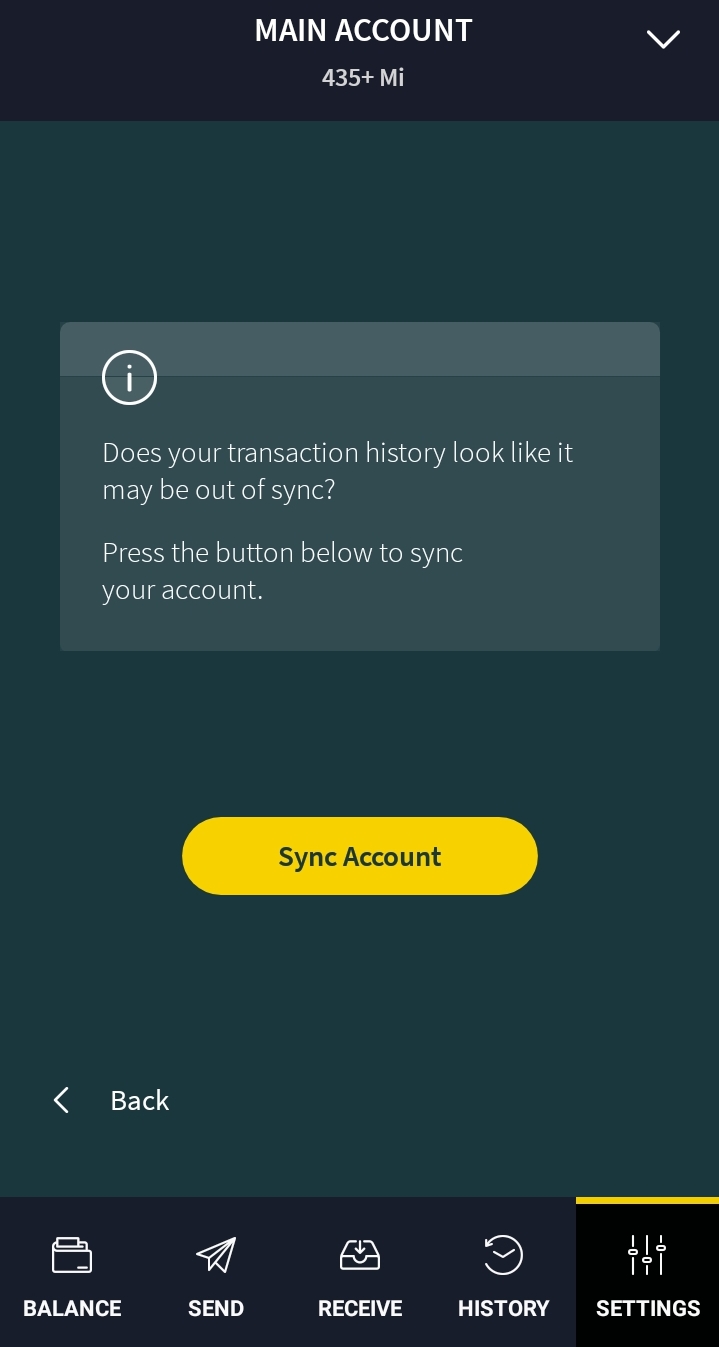 MAIN ACCOUNT
435+ Mi
Does your transaction history look like it
may be out of sync?
Press the button below to sync
your account.
Sync Account
Back
BALANCE
SEND
RECEIVE
HISTORY
SETTINGS